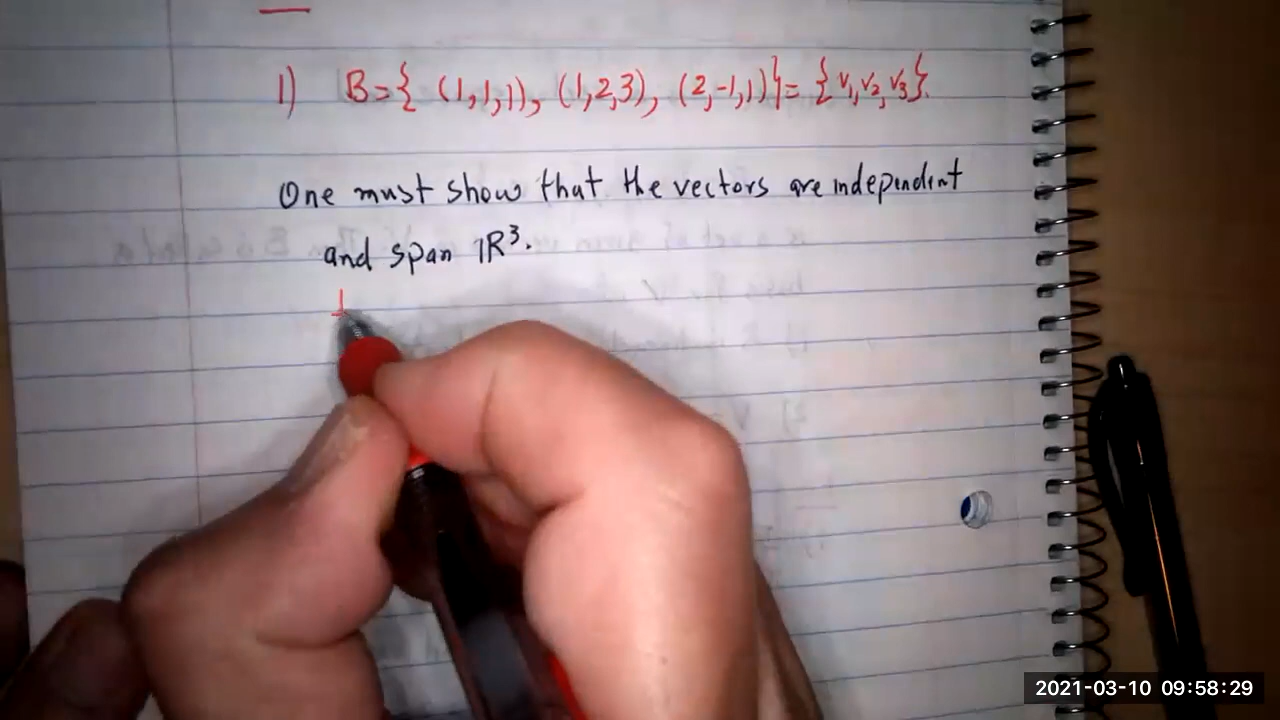 1) B={ (1,1,1), (1,2,3), (2,-1,1)}= {v₁,v₂,v₃}.
One must show that the vectors are independent
and span ℝ³.
2021-03-10 09:58:29